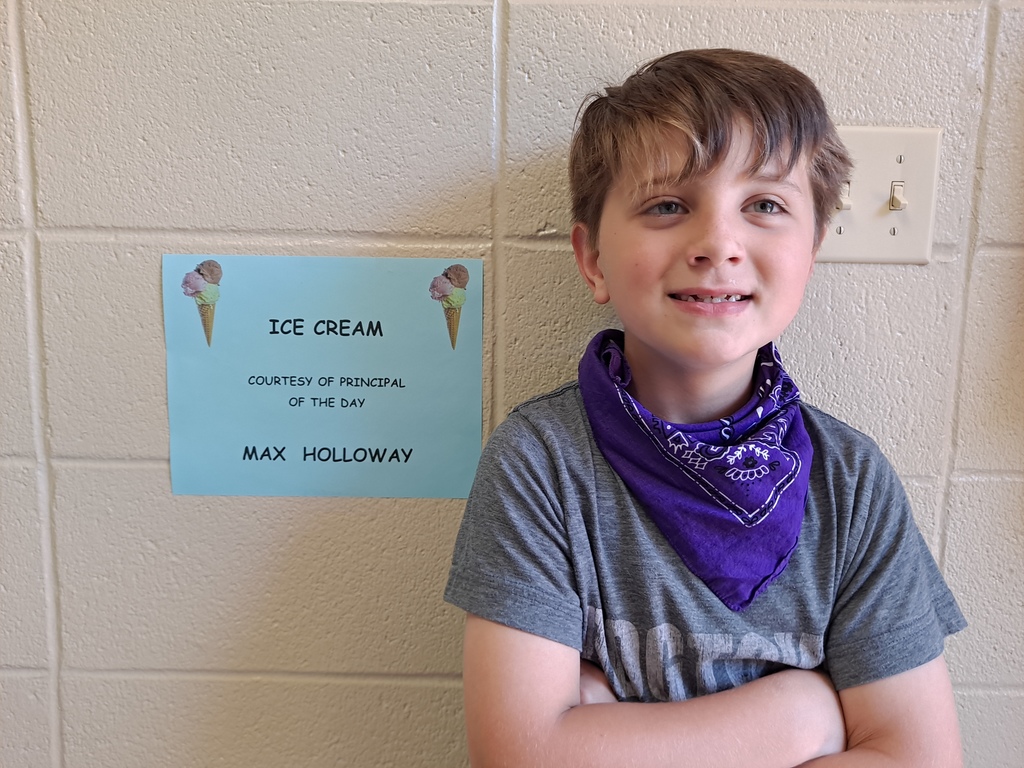 ICE CREAM
COURTESY OF PRINCIPAL
OF THE DAY
MAX HOLLOWAY